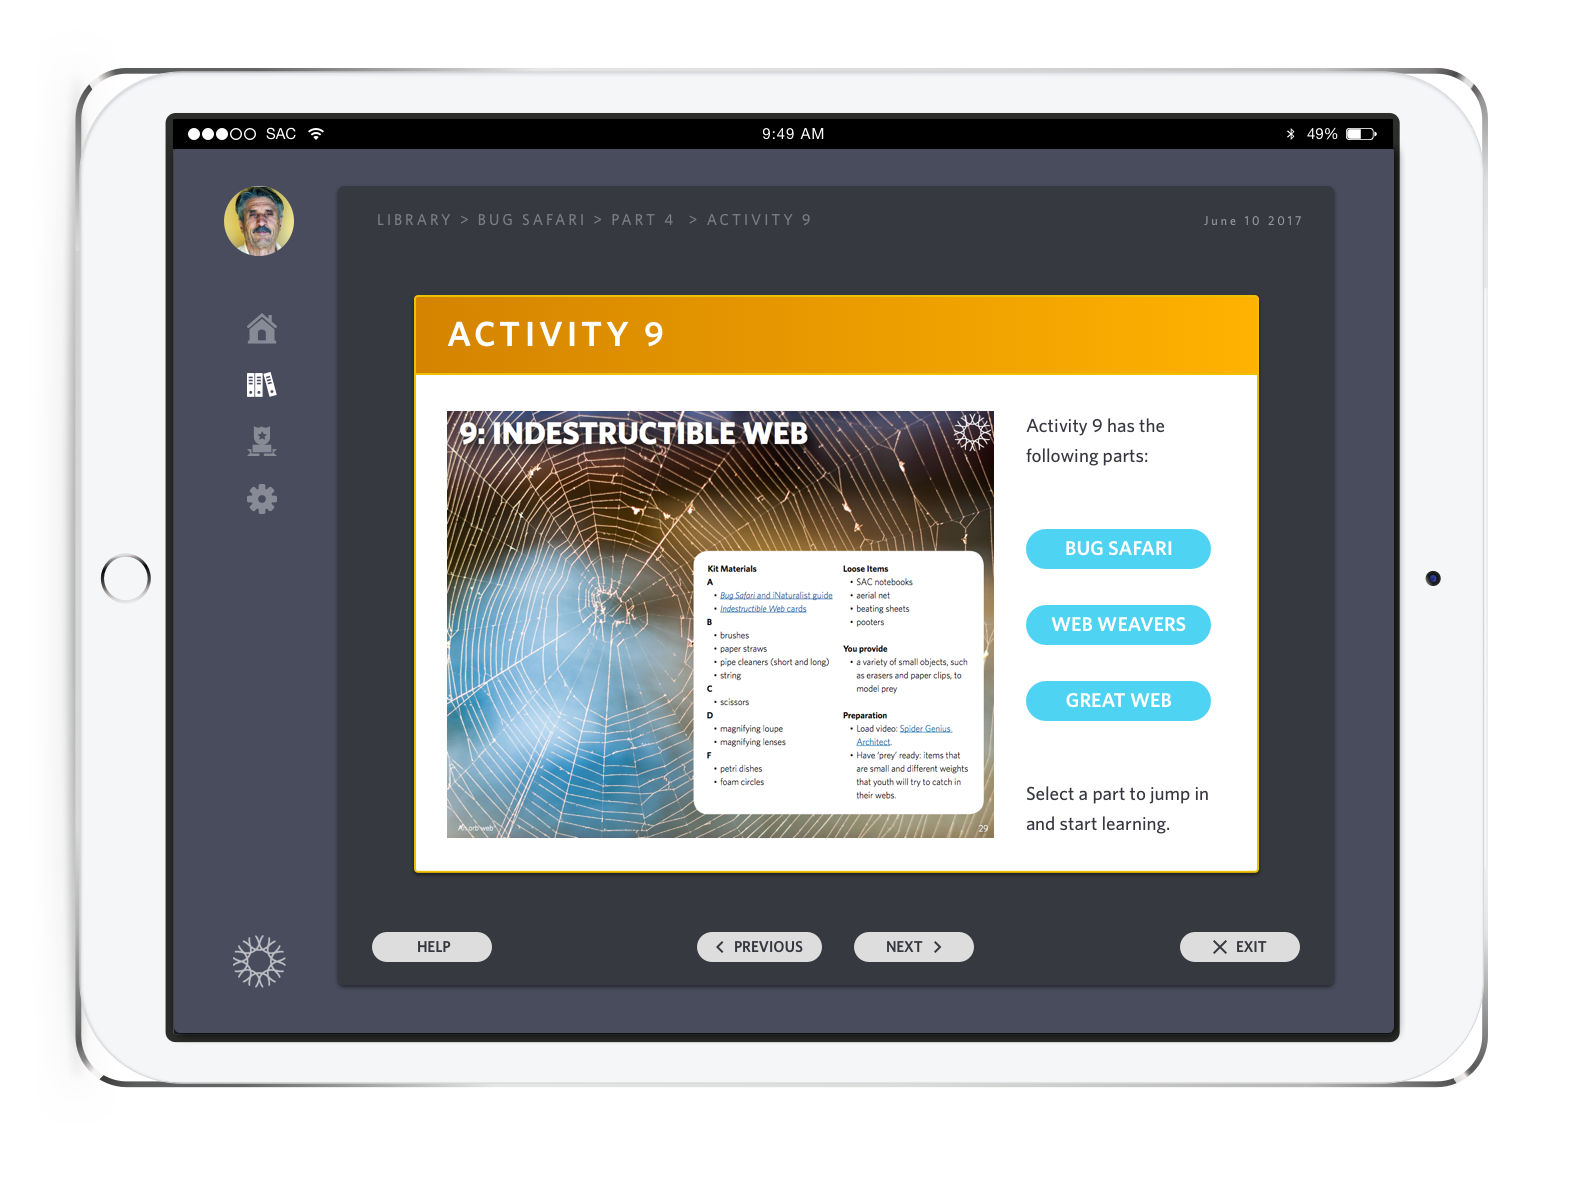 SAC
9:49 AM
49%
LIBRARY > BUG SAFARI > PART 4 > ACTIVITY 9
June 10 2017
ACTIVITY 9
9: INDESTRUCTIBLE WEB
Kit Materials
A
• Bug Safari and iNaturalist guide
• Indestructible Web cards
B
• brushes
• paper straws
• pipe cleaners (short and long)
• string
C
• scissors
D
• magnifying loupe
• magnifying lenses
F
• petri dishes
• foam circles
Loose Items
• SAC notebooks
• aerial net
• beating sheets
• pooters
You provide
• a variety of small objects, such
as erasers and paper clips, to
model prey
Preparation
• Load video: Spider Genius
Architect.
• Have ‘prey’ ready: items that
are small and different weights
that youth will try to catch in
their webs.
An orb web
29
Activity 9 has the
following parts:
BUG SAFARI
WEB WEAVERS
GREAT WEB
Select a part to jump in
and start learning.
HELP
< PREVIOUS
NEXT >
EXIT